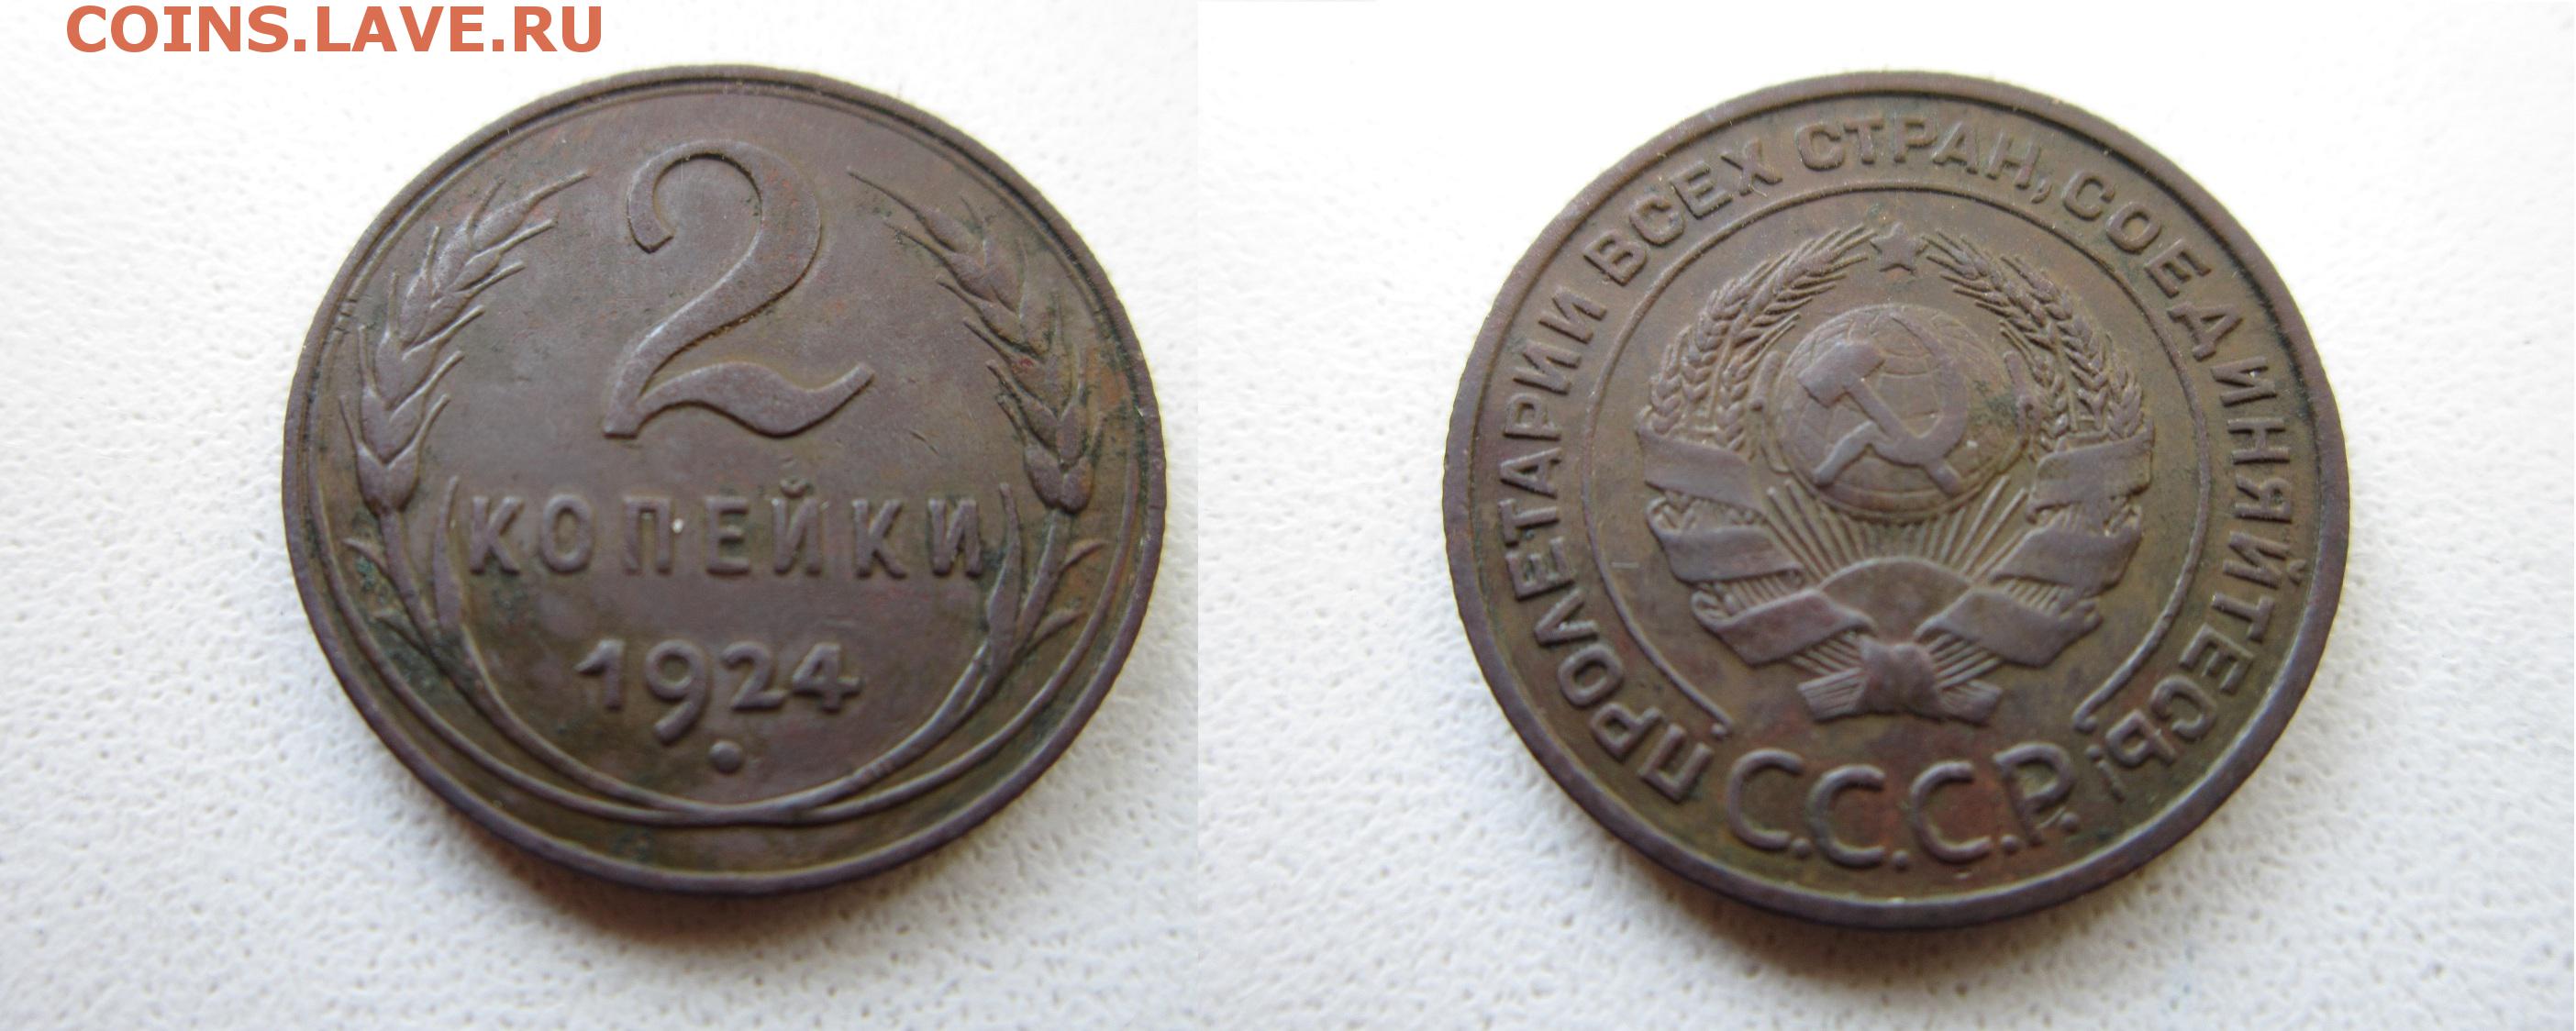 COINS.LAVE.RU
2
КОПЕЙКИ
1924
ПРОЛЕТАРИИ ВСЕХ СТРАН, СОЕДИНЯЙТЕСЬ!
С.С.С.Р.